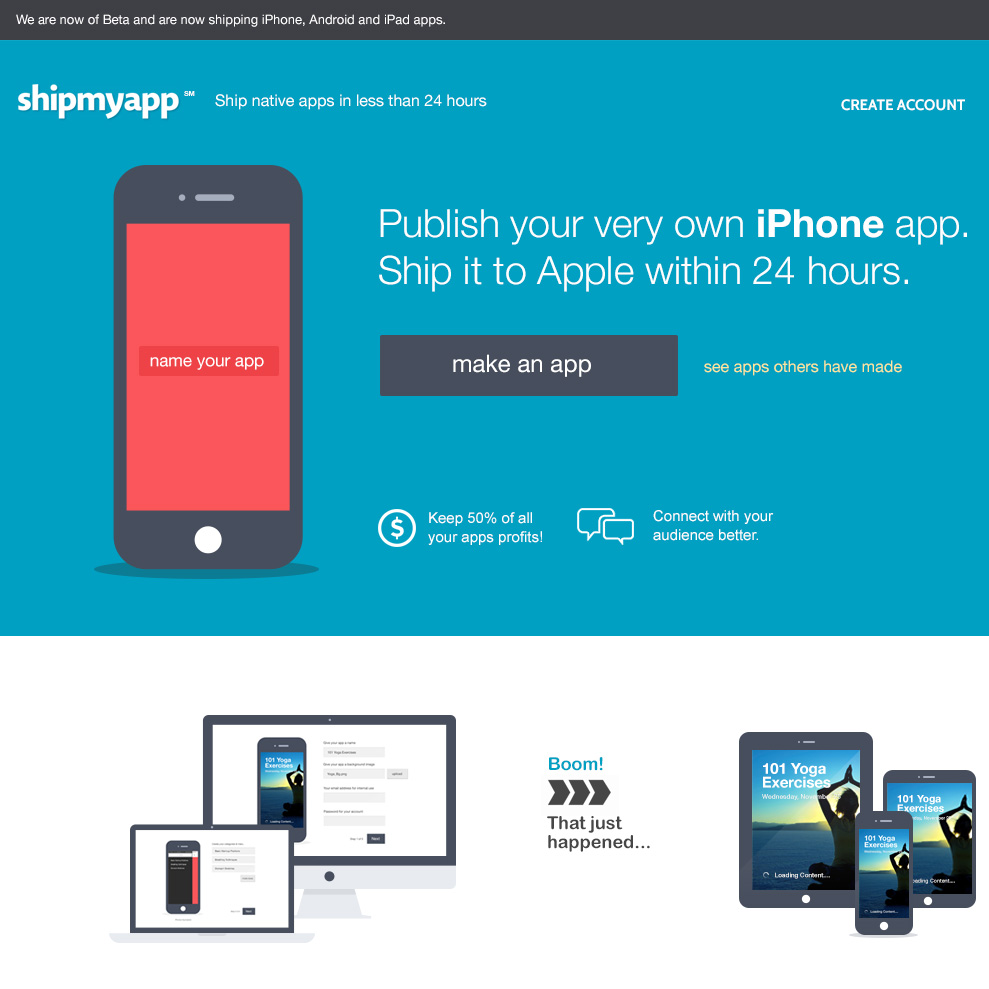 We are now of Beta and are now shipping iPhone, Android and iPad apps.
shipmyapp SM
Ship native apps in less than 24 hours
CREATE ACCOUNT
Publish your very own iPhone app.
Ship it to Apple within 24 hours.
name your app
make an app
see apps others have made
Keep 50% of all
your apps profits!
Connect with your
audience better.
Give your app a name
101 Yoga Exercises
Give your app a background image
Yoga_Bg.png
upload
Your email address for internal use
Password for your account
Next
101 Yoga
Exercises
Loading Content....
Next
Boom!
That just
happened...
101 Yoga
Exercises
Wednesday, November
Loading Content....
101 Yoga
Exercises
Loading Content....
101 Yoga
Exercises
Loading Content....